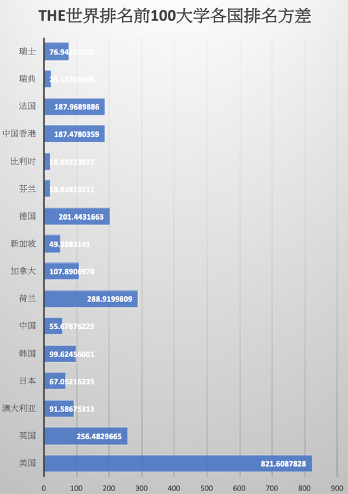 THE世界排名前100大学各国排名方差
瑞士
瑞典
法国 187.9689886
中国香港 187.4780359
比利时
芬兰
德国 201.4431663
新加坡
加拿大 107.8906978
荷兰 288.9199809
中国 55.67676225
韩国 99.62456001
日本 67.05216235
澳大利亚 91.58675313
英国 256.4829665
美国 821.6087828
0 100 200 300 400 500 600 700 800 900